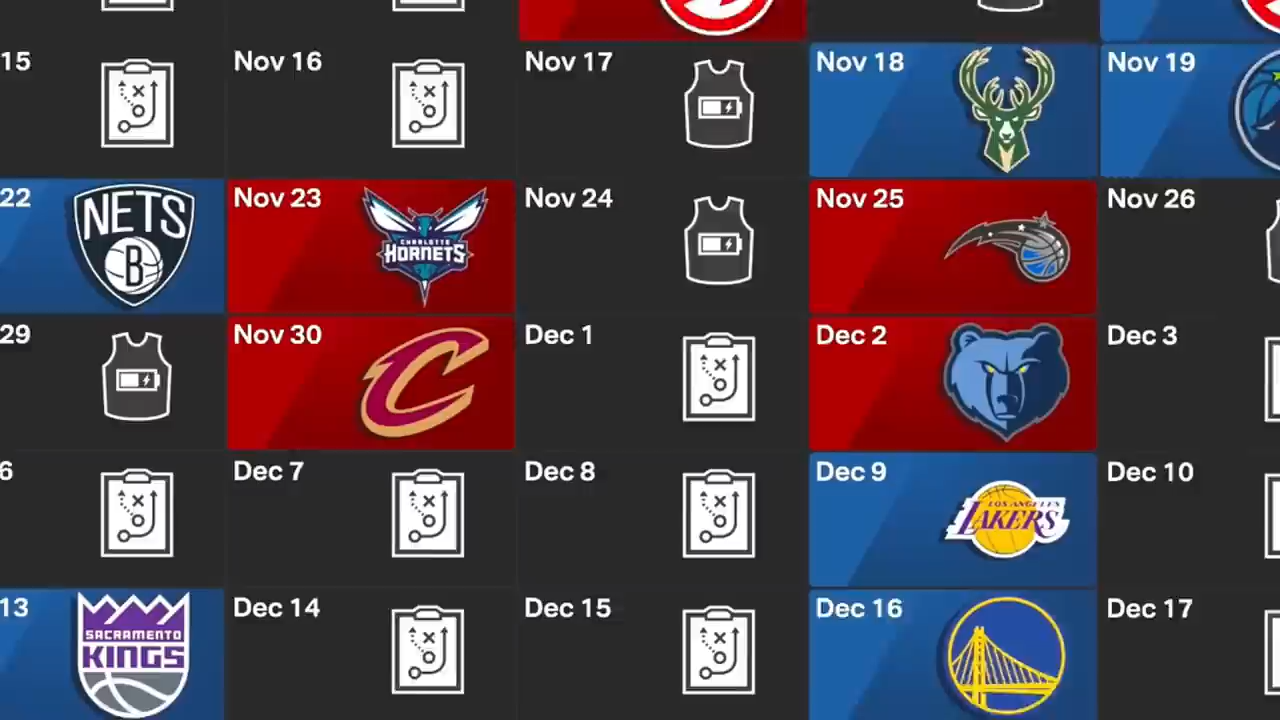 15
Nov 16
Nov 17
Nov 18
Nov 19
22
NETS
B
Nov 23
CHARLOTTE
HORNETS
Nov 24
Nov 25
Nov 26
29
Nov 30
C
Dec 1
Dec 2
Dec 3
6
Dec 7
Dec 8
Dec 9
LOS ANGELES
LAKERS
Dec 10
13
SACRAMENTO
KINGS
Dec 14
Dec 15
Dec 16
Dec 17